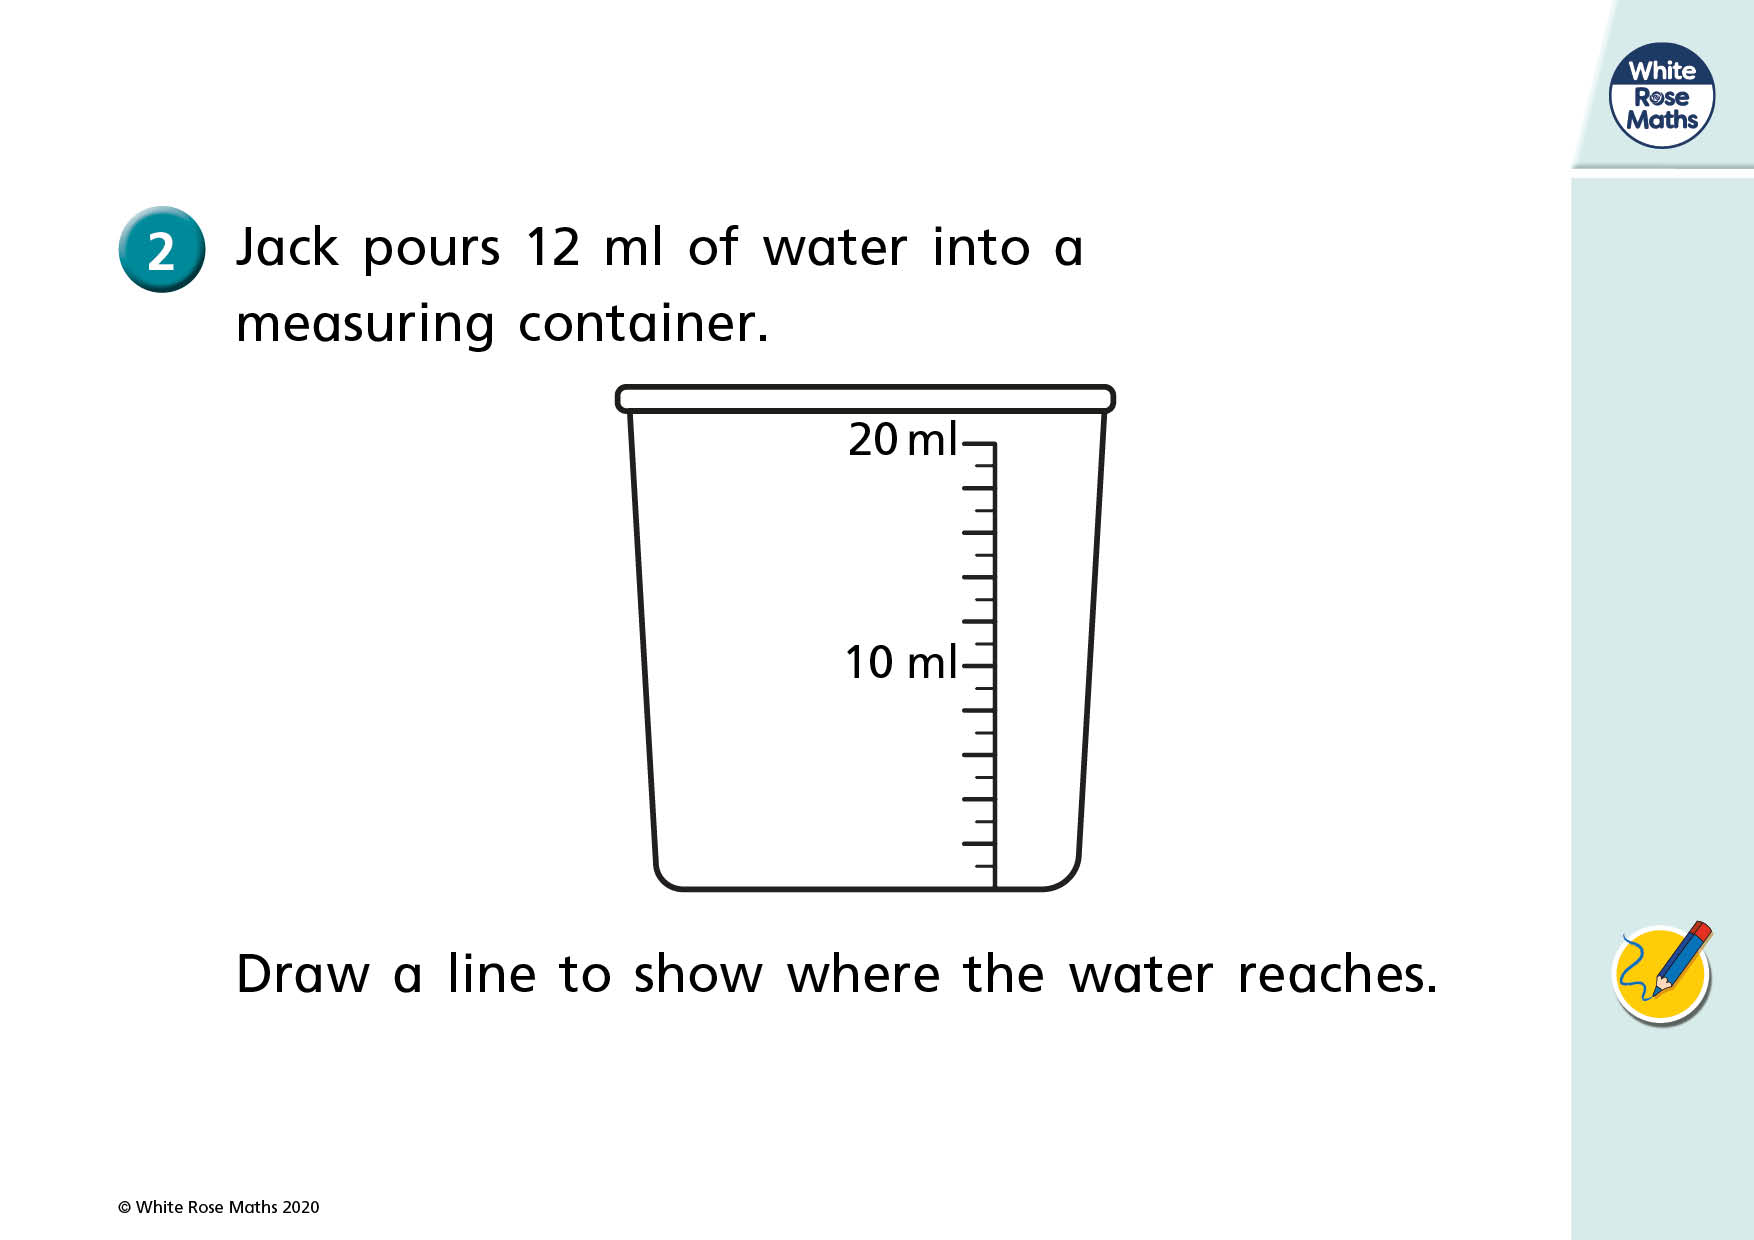 White
Rose
Maths
2 Jack pours 12 ml of water into a
measuring container.
20 ml
10 ml
Draw a line to show where the water reaches.
© White Rose Maths 2020